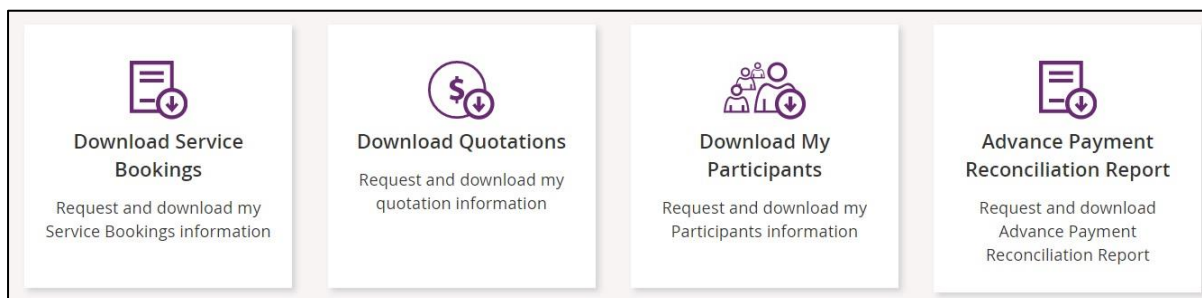 Download Service
Bookings
Request and download my
Service Bookings information
$
Download Quotations
Request and download my
quotation information
Download My
Participants
Request and download my
Participants information
Advance Payment
Reconciliation Report
Request and download
Advance Payment
Reconciliation Report